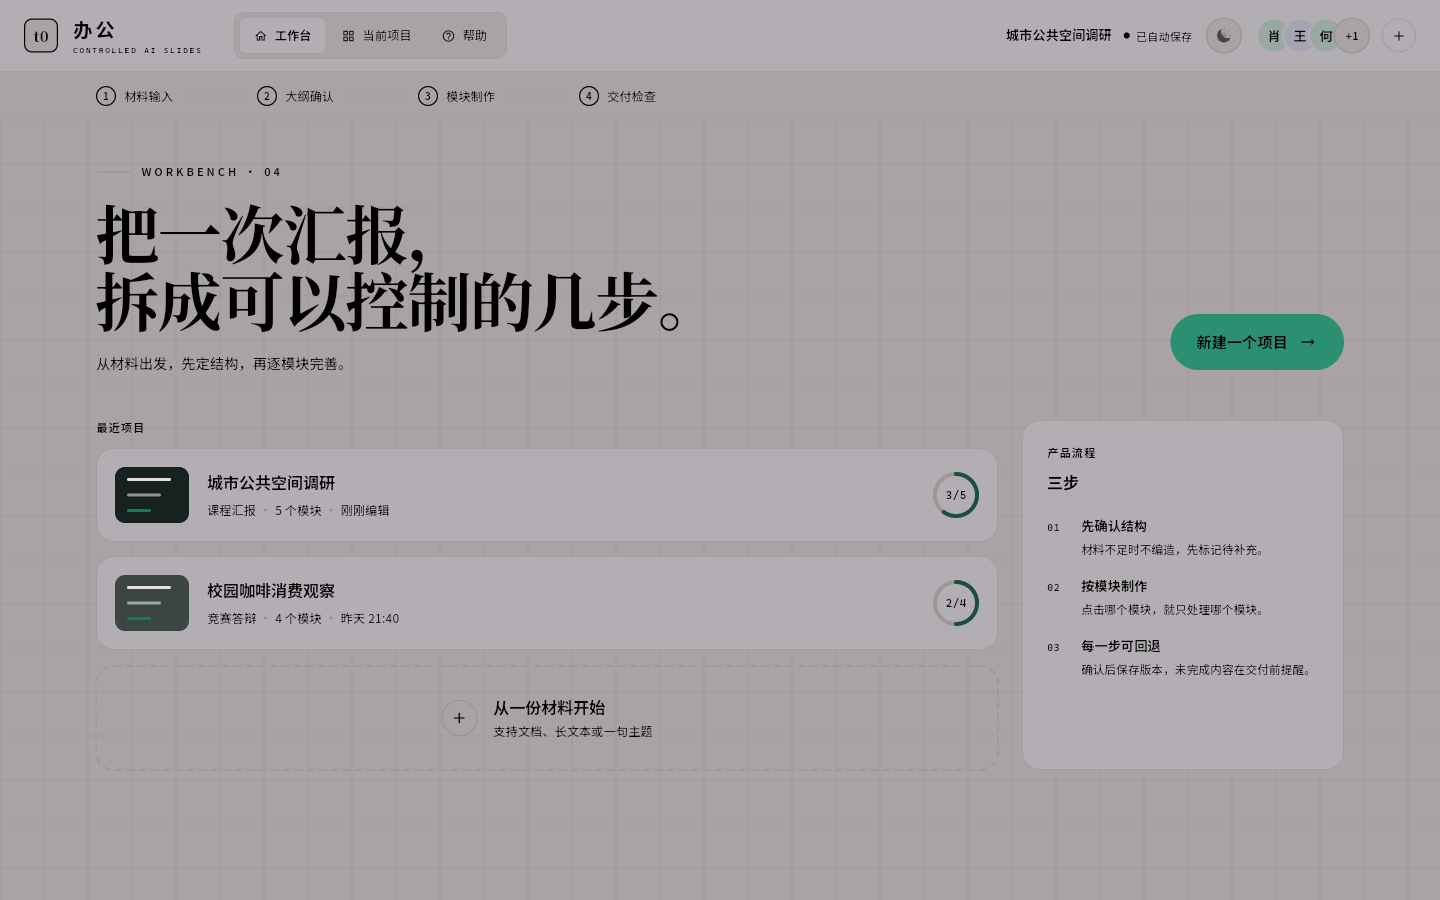 t0
办公
CONTROLLED AI SLIDES
工作台
当前项目
帮助
城市公共空间调研
已自动保存
肖
王
何
+1
1 材料输入
2 大纲确认
3 模块制作
4 交付检查
WORKBENCH · 04
把一次汇报,
拆成可以控制的几步。
从材料出发，先定结构，再逐模块完善。
新建一个项目 →
最近项目
城市公共空间调研
课程汇报 · 5 个模块 · 刚刚编辑
3/5
校园咖啡消费观察
竞赛答辩 · 4 个模块 · 昨天 21:40
2/4
从一份材料开始
支持文档、长文本或一句主题
产品流程
三步
01 先确认结构
材料不足时不编造，先标记待补充。
02 按模块制作
点击哪个模块，就只处理哪个模块。
03 每一步可回退
确认后保存版本，未完成内容在交付前提醒。